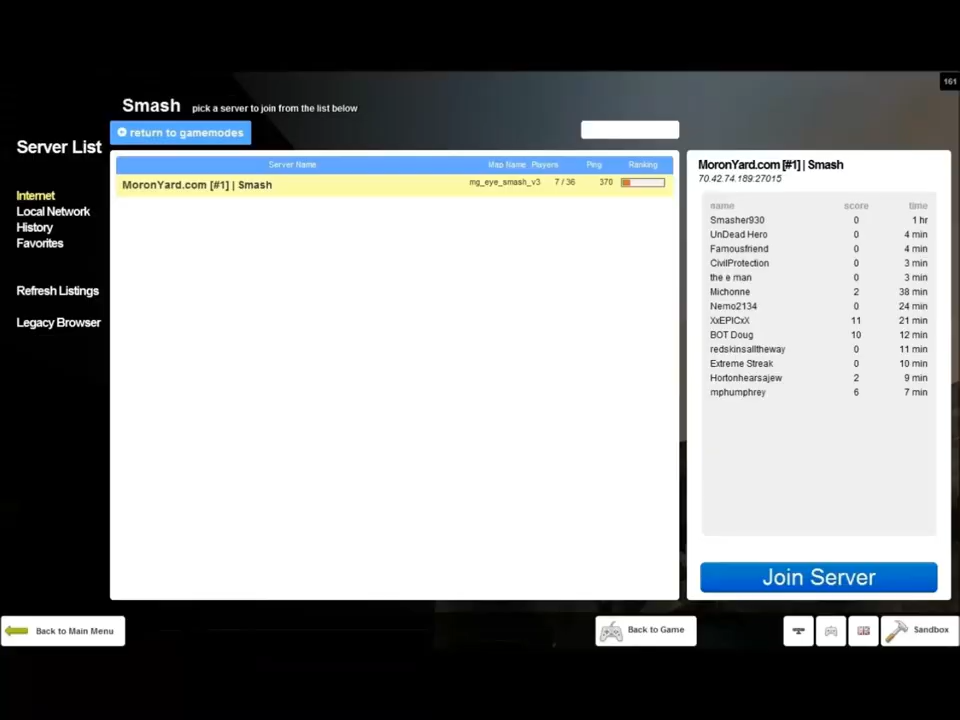 161
Smash pick a server to join from the list below
return to gamemodes
Server List
Internet
Local Network
History
Favorites
Refresh Listings
Legacy Browser
Server Name Map Name Players Ping Ranking
MoronYard.com [#1] | Smash mg_eye_smash_v3 7 / 36 370
MoronYard.com [#1] | Smash
70.42.74.189:27015
name score time
Smasher930 0 1 hr
UnDead Hero 0 4 min
Famousfriend 0 4 min
CivilProtection 0 3 min
the e man 0 3 min
Michonne 2 38 min
Nemo2134 0 24 min
XxEPICxX 11 21 min
BOT Doug 10 12 min
redskinsalltheway 0 11 min
Extreme Streak 0 10 min
Hortonhearsajew 2 9 min
mphumphrey 6 7 min
Join Server
Back to Main Menu
Back to Game
Sandbox